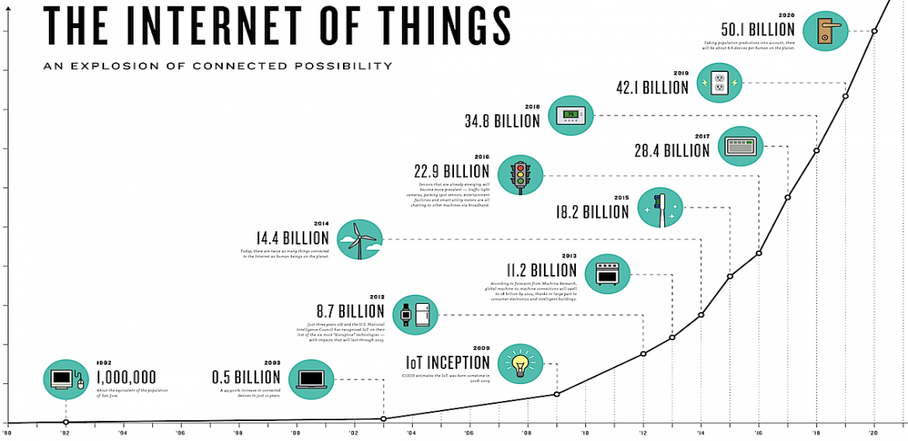 THE INTERNET OF THINGS
AN EXPLOSION OF CONNECTED POSSIBILITY
2020
50.1 BILLION
Taking population predictions into account, there
will be about 6.6 devices per human on the planet.
2019
42.1 BILLION
2018
34.8 BILLION
2017
28.4 BILLION
2016
22.9 BILLION
Sensors that are already emerging will
become more prevalent — traffic light
cameras, parking spot sensors, entertainment
facilities and smart utility meters are all
chatting to other machines via broadband.
2015
18.2 BILLION
2014
14.4 BILLION
Today, there are twice as many things connected
to the Internet as human beings on the planet.
2013
11.2 BILLION
According to forecasts from Machina Research,
global machine to machine connections will swell
to 18 billion by 2022, thanks in large part to
consumer electronics and intelligent buildings.
2012
8.7 BILLION
Just three years old and the U.S. National
Intelligence Council has recognized IoT on their
list of the six most "disruptive" technologies —
with impacts that will last through 2025.
2009
IoT INCEPTION
CISCO estimates the IoT was born sometime in
2008-2009.
1992
1,000,000
About the equivalent of the population
of San Jose.
2003
0.5 BILLION
increase in connected
devices in just 11 years.
'90 '92 '94 '96 '98 '00 '02 '04 '06 '08 '10 '12 '14 '16 '18 '20